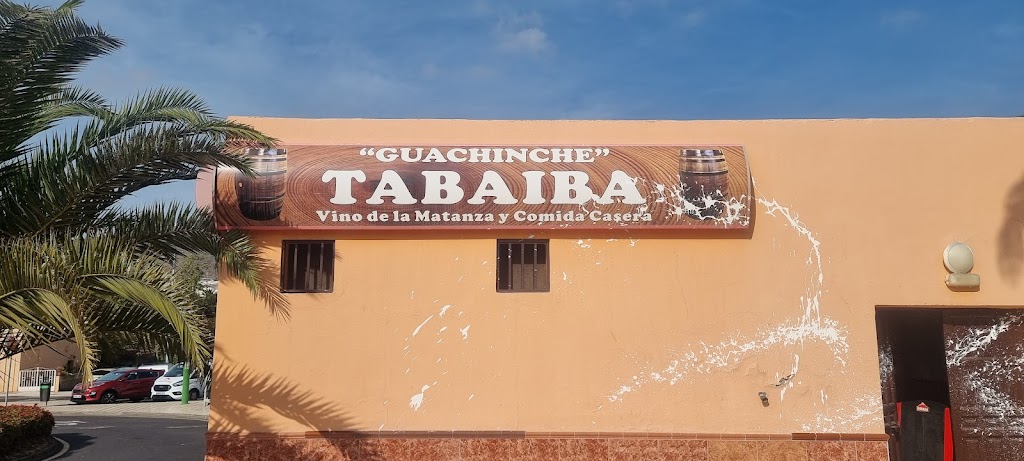 “GUACHINCHE”
TABAIBA
Vino de la Matanza y Comida Casera